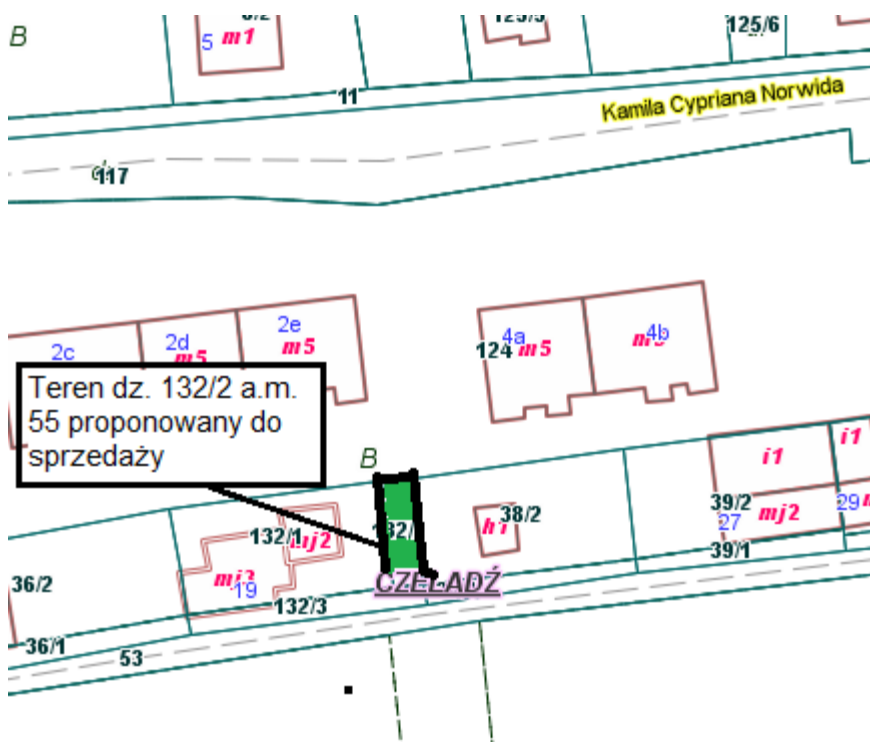 B
5 m1
125/6
11
Kamila Cypriana Norwida
117
2c
2d
m5
2e
m5
124
4a
m5
4b
Teren dz. 132/2 a.m.
55 proponowany do
sprzedaży
B
i1
i1
h1
38/2
39/2
27
mj2
29
39/1
132/1
mj2
19
132/3
CZELADŹ
36/2
36/1
53